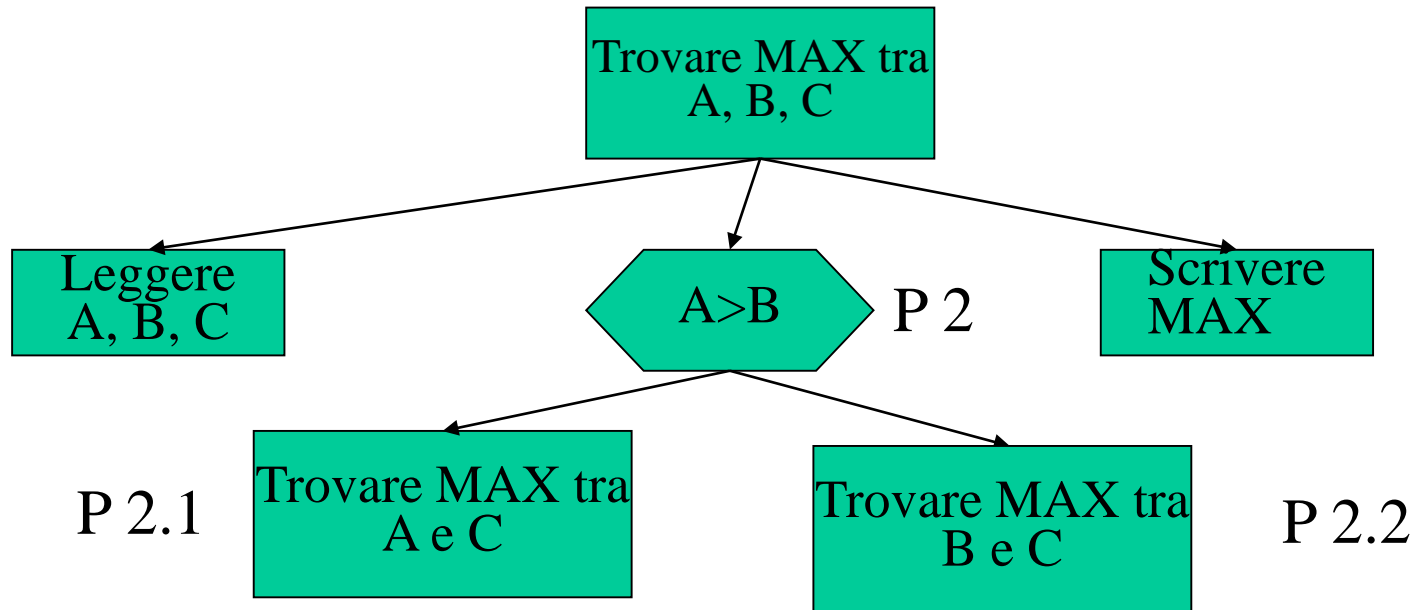 Trovare MAX tra
A, B, C
Leggere
A, B, C
A>B
P 2
Scrivere
MAX
P 2.1
Trovare MAX tra
A e C
Trovare MAX tra
B e C
P 2.2